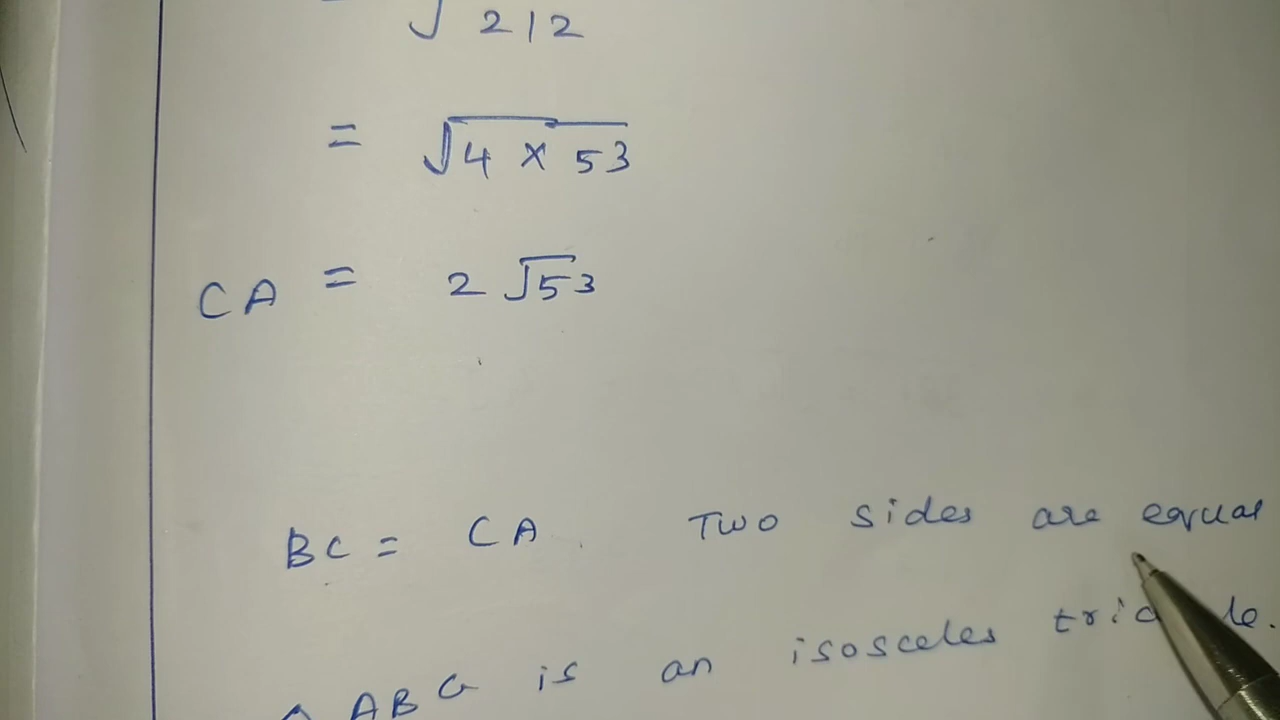 √212
= √4 × 53
CA = 2 √53
BC = CA. Two sides are equal
ABC is an isosceles